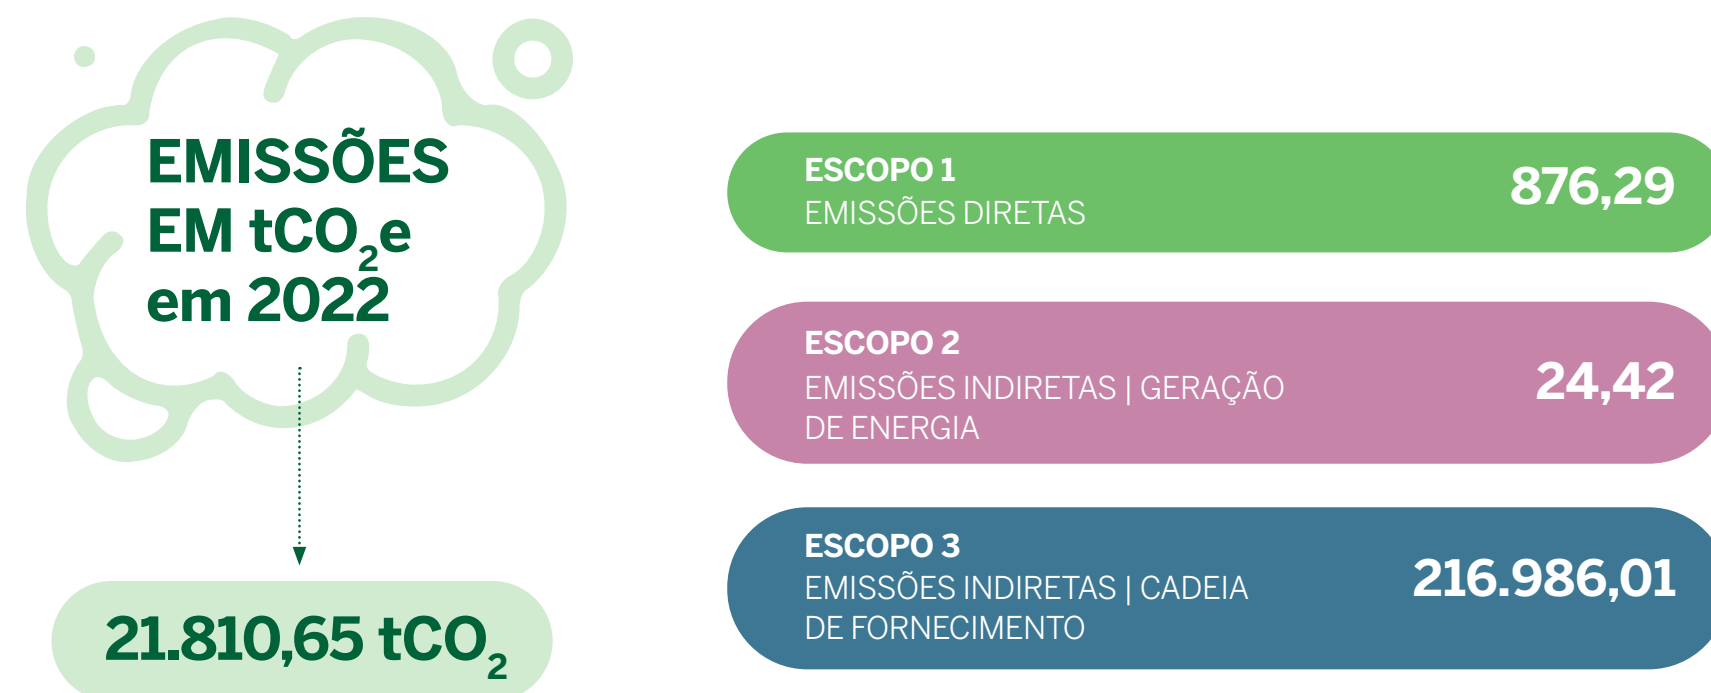 EMISSÕES
EM tCO₂e
em 2022
21.810,65 tCO₂
ESCOPO 1
EMISSÕES DIRETAS
876,29
ESCOPO 2
EMISSÕES INDIRETAS | GERAÇÃO
DE ENERGIA
24,42
ESCOPO 3
EMISSÕES INDIRETAS | CADEIA
DE FORNECIMENTO
216.986,01